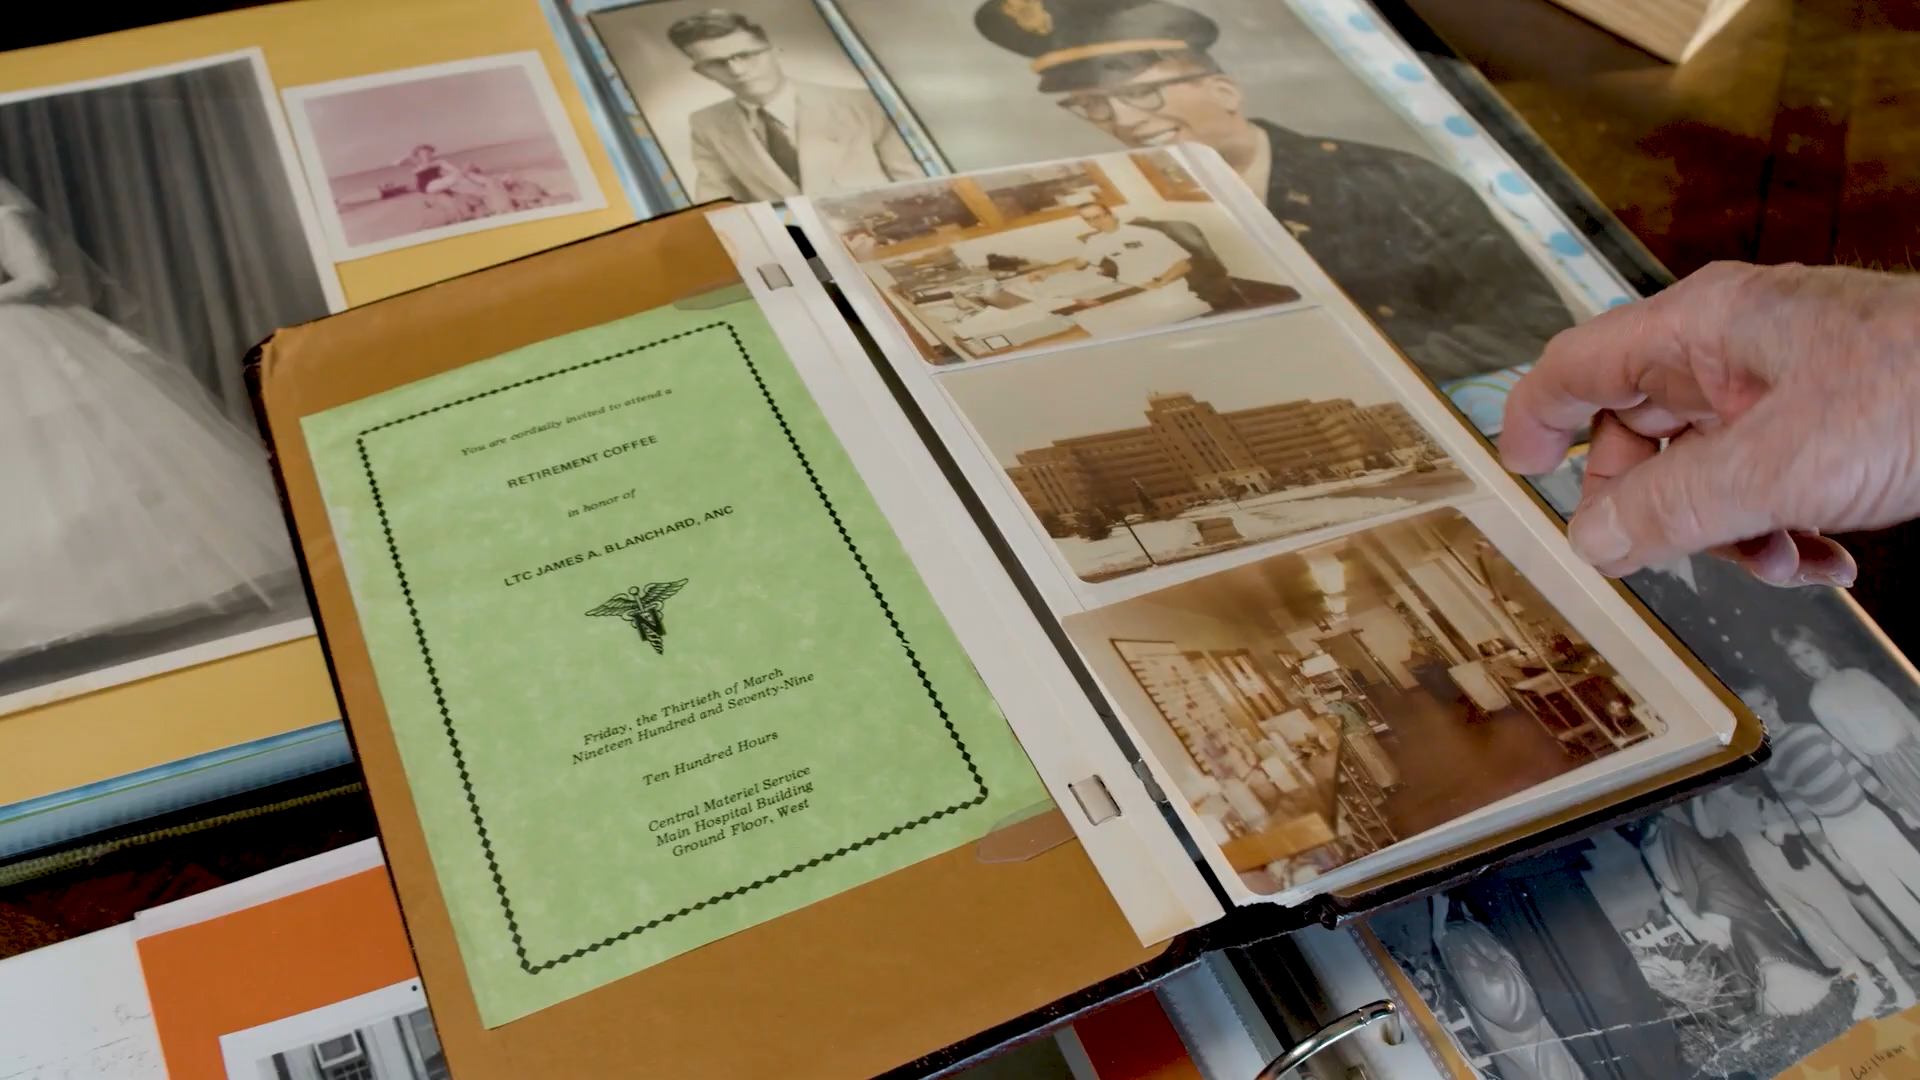 You are cordially invited to attend a
RETIREMENT COFFEE
in honor of
LTC JAMES A. BLANCHARD, ANC
N
Friday, the Thirtieth of March
Nineteen Hundred and Seventy-Nine
Ten Hundred Hours
Central Materiel Service
Main Hospital Building
Ground Floor, West
William